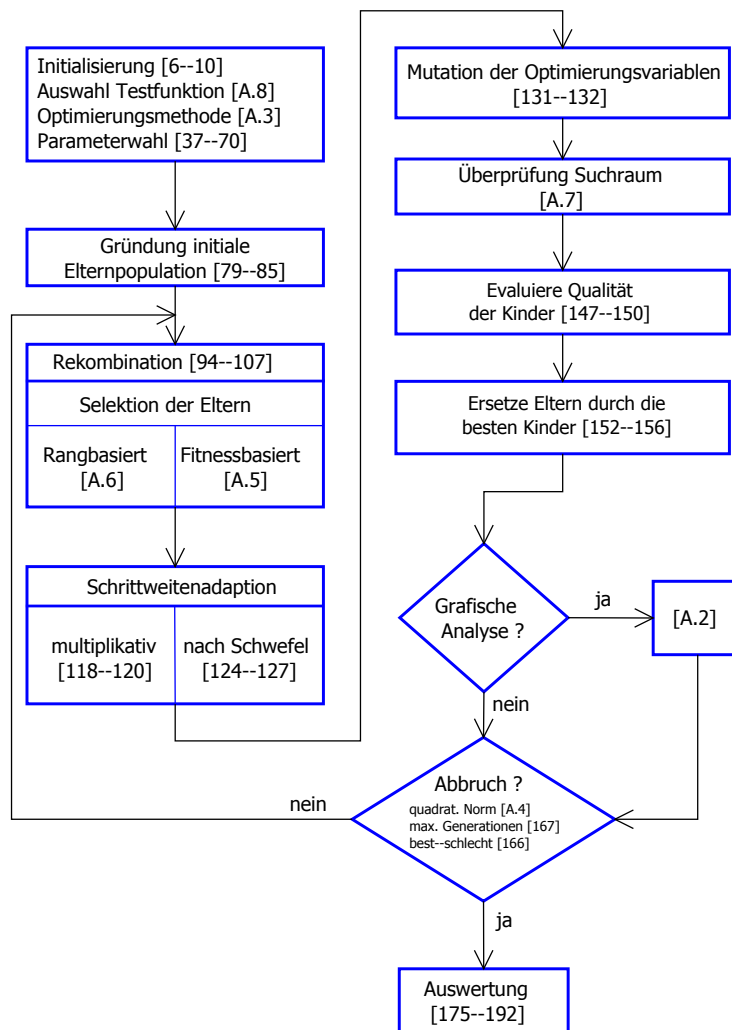 Initialisierung [6--10]
Auswahl Testfunktion [A.8]
Optimierungsmethode [A.3]
Parameterwahl [37--70]
Gründung initiale
Elternpopulation [79--85]
Rekombination [94--107]
Selektion der Eltern
Rangbasiert
[A.6]
Fitnessbasiert
[A.5]
Schrittweitenadaption
multiplikativ
[118--120]
nach Schwefel
[124--127]
Mutation der Optimierungsvariablen
[131--132]
Überprüfung Suchraum
[A.7]
Evaluiere Qualität
der Kinder [147--150]
Ersetze Eltern durch die
besten Kinder [152--156]
Grafische
Analyse ?
ja
[A.2]
nein
Abbruch ?
quadrat. Norm [A.4]
max. Generationen [167]
best--schlecht [166]
nein
ja
Auswertung
[175--192]